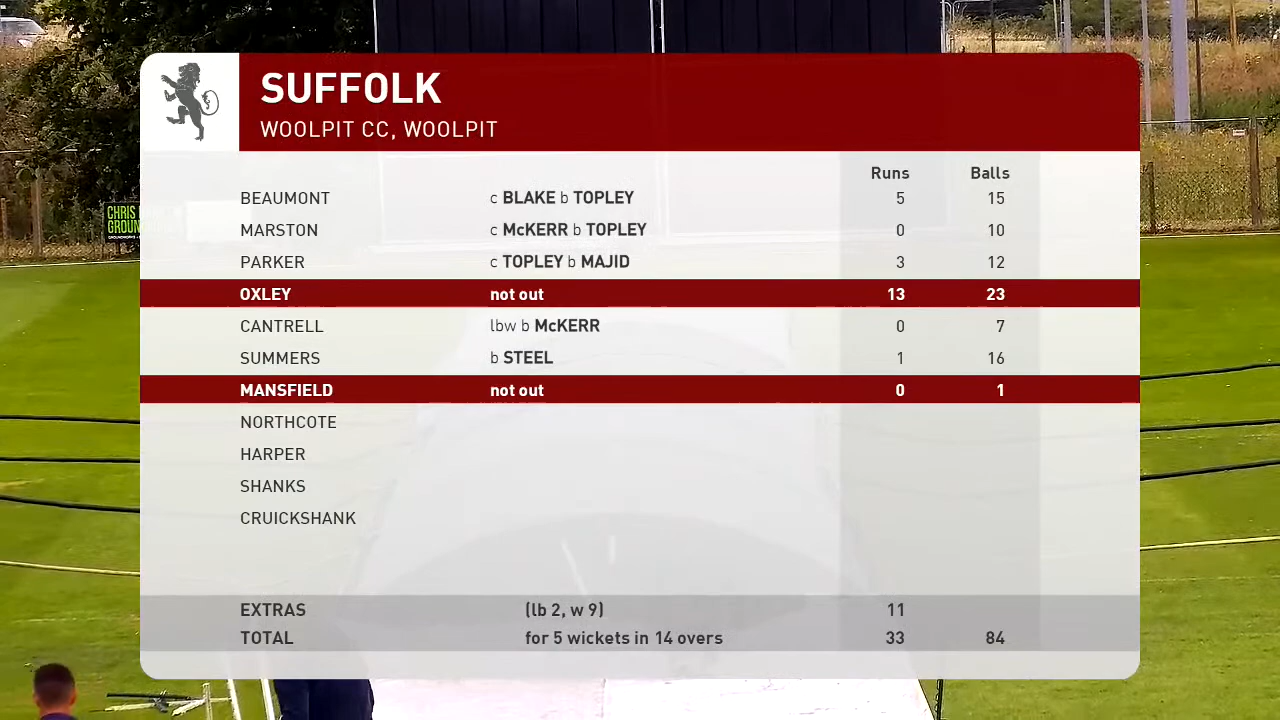 SUFFOLK
WOOLPIT CC, WOOLPIT
Runs Balls
BEAUMONT c BLAKE b TOPLEY 5 15
MARSTON c McKERR b TOPLEY 0 10
PARKER c TOPLEY b MAJID 3 12
OXLEY not out 13 23
CANTRELL lbw b McKERR 0 7
SUMMERS b STEEL 1 16
MANSFIELD not out 0 1
NORTHCOTE
HARPER
SHANKS
CRUICKSHANK
EXTRAS (lb 2, w 9) 11
TOTAL for 5 wickets in 14 overs 33 84
CHRIS